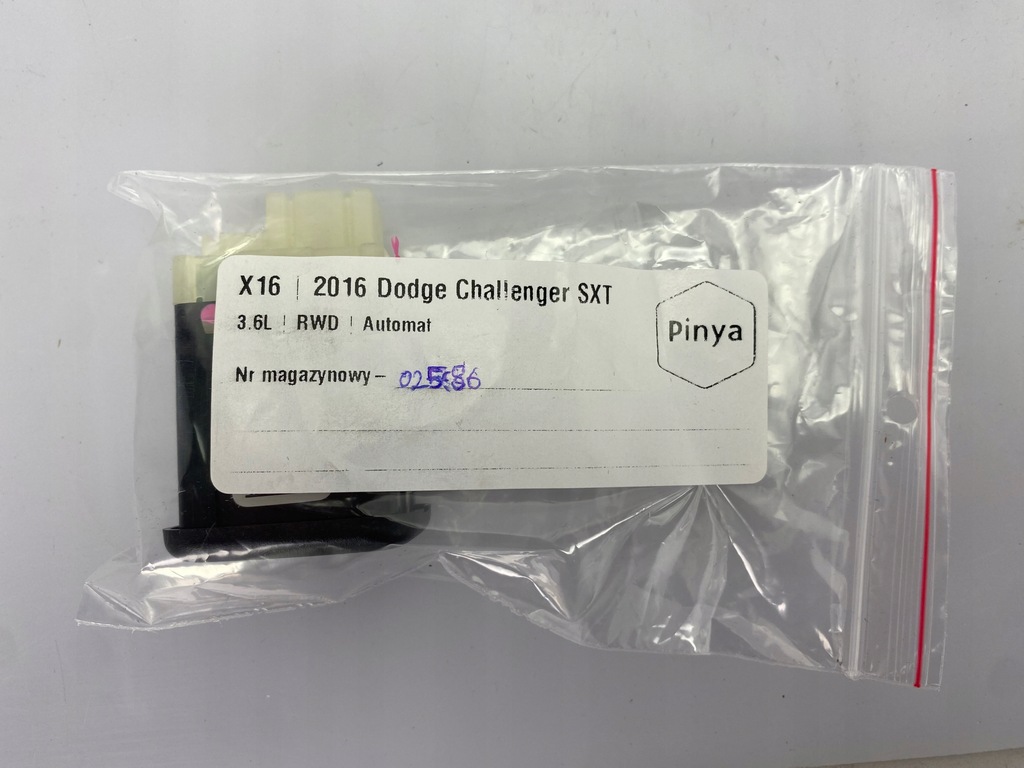 X16 | 2016 Dodge Challenger SXT
3.6L | RWD | Automat
Pinya
Nr magazynowy -